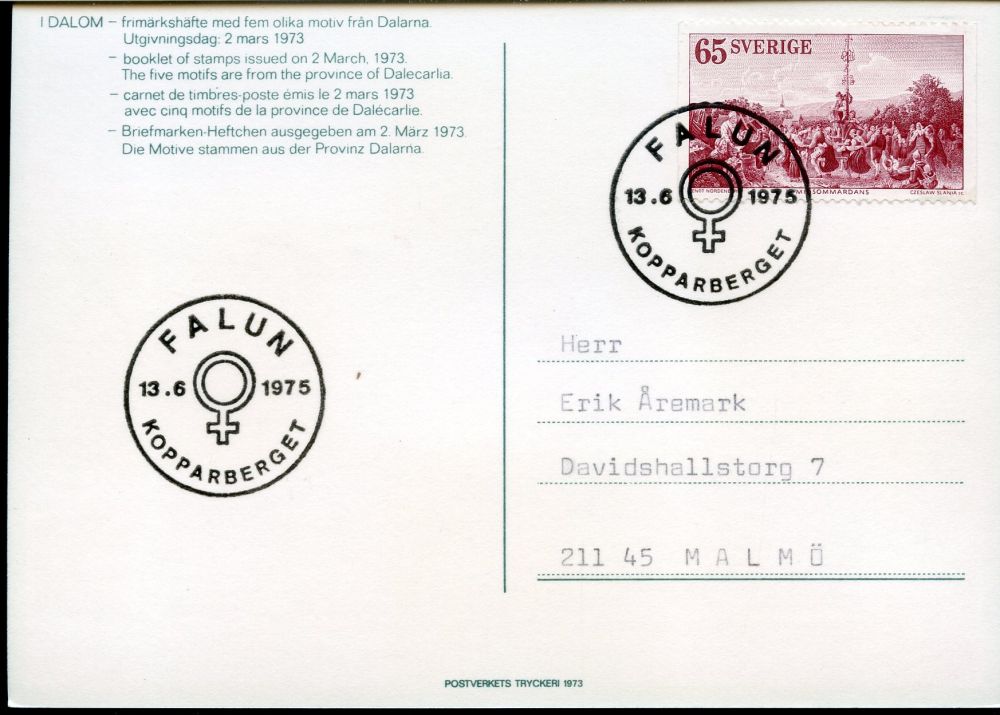 I DALOM – frimärkshäfte med fem olika motiv från Dalarna.
Utgivningsdag: 2 mars 1973
– booklet of stamps issued on 2 March, 1973.
The five motifs are from the province of Dalecarlia.
– carnet de timbres-poste émis le 2 mars 1973
avec cinq motifs de la province de Dalécarlie.
– Briefmarken-Heftchen ausgegeben am 2. März 1973.
Die Motive stammen aus der Provinz Dalarna.
65 SVERIGE
CZESLAW SLANIA sc.
FALUN
13.6 1975
KOPPARBERGET
FALUN
13.6 1975
KOPPARBERGET
Herr
Erik Åremark
Davidshallstorg 7
211 45 M A L M Ö
POSTVERKETS TRYCKERI 1973